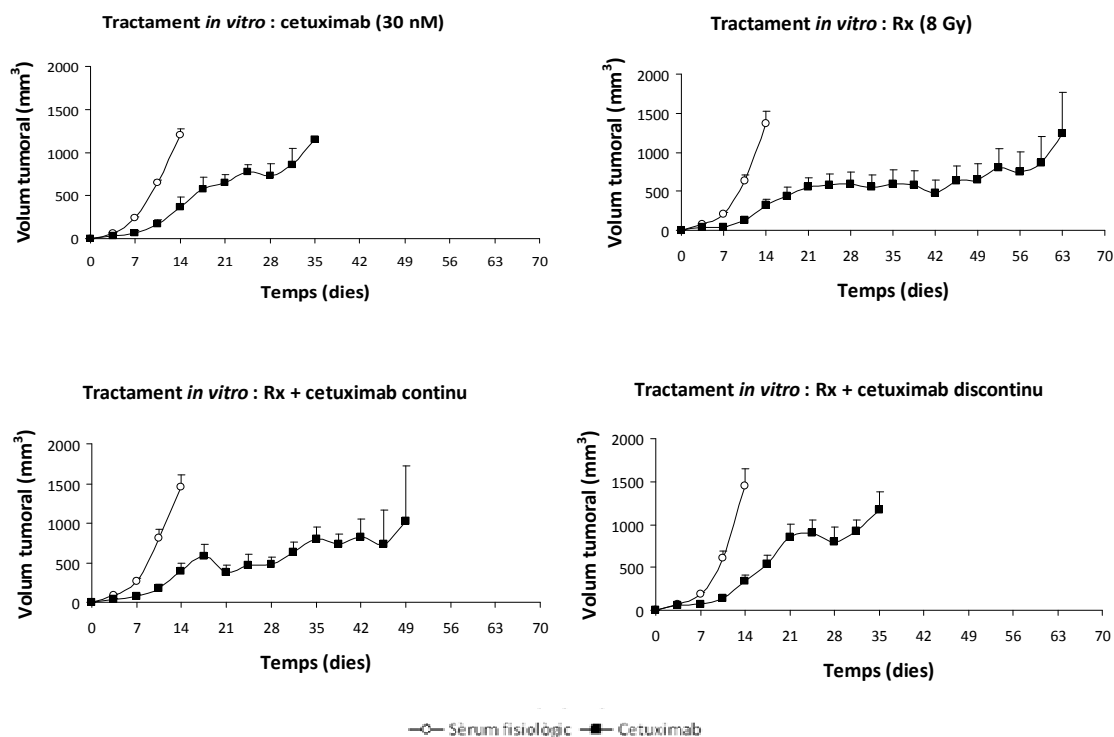 Tractament in vitro : cetuximab (30 nM)
Volum tumoral (mm³)
2000
1500
1000
500
0
0 7 14 21 28 35 42 49 56 63 70
Temps (dies)
Tractament in vitro : Rx (8 Gy)
Volum tumoral (mm³)
2000
1500
1000
500
0
0 7 14 21 28 35 42 49 56 63 70
Temps (dies)
Tractament in vitro : Rx + cetuximab continu
Volum tumoral (mm³)
2000
1500
1000
500
0
0 7 14 21 28 35 42 49 56 63 70
Temps (dies)
Tractament in vitro : Rx + cetuximab discontinu
Volum tumoral (mm³)
2000
1500
1000
500
0
0 7 14 21 28 35 42 49 56 63 70
Temps (dies)
Sèrum fisiològic Cetuximab